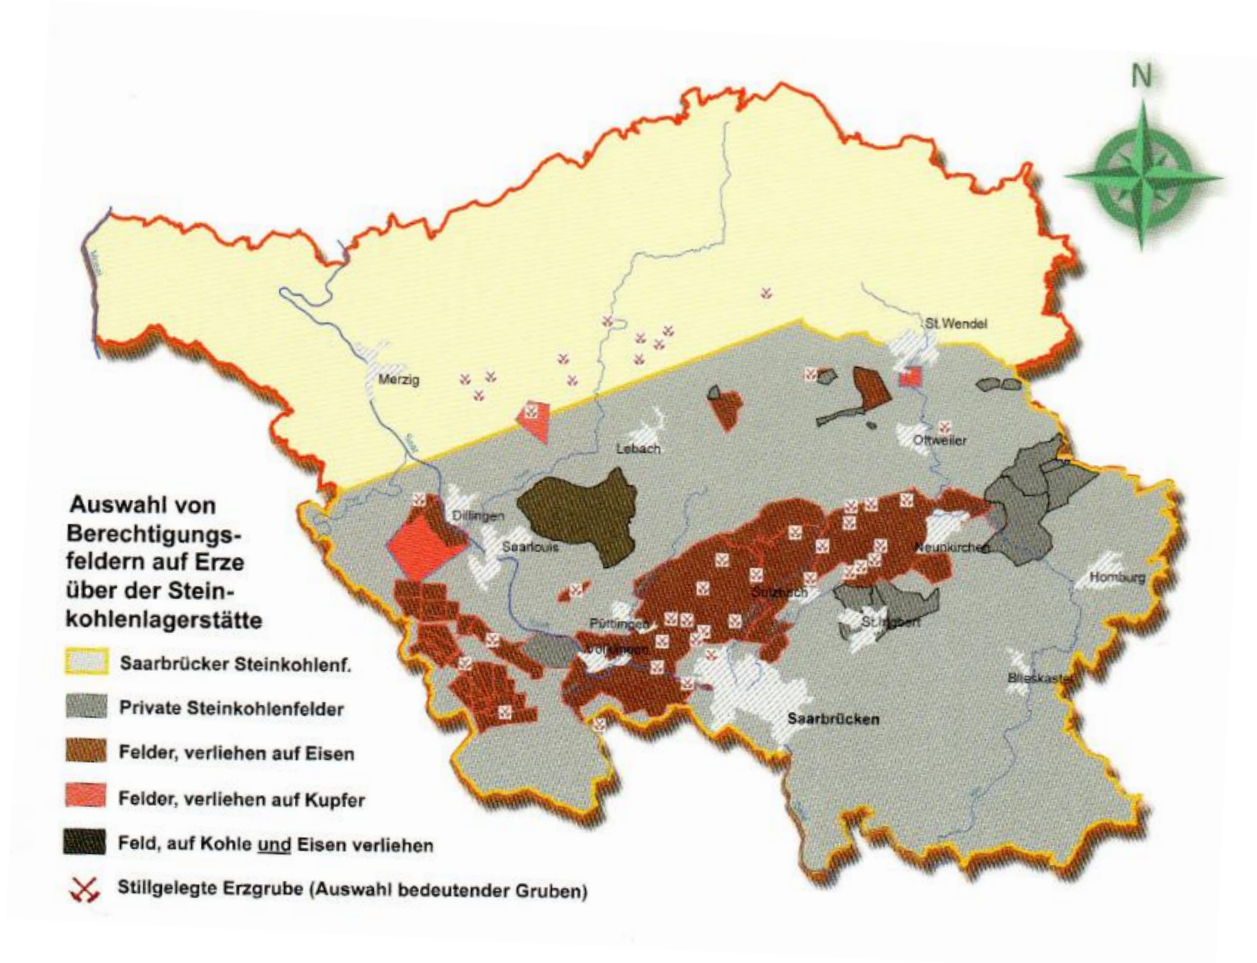 N
St. Wendel
Merzig
Saar
Lebach
Ottweiler
Dillingen
Saarlouis
Neunkirchen
Homburg
Sulzbach
Püttlingen
St. Ingbert
Völklingen
Blieskastel
Saarbrücken
Auswahl von
Berechtigungs-
feldern auf Erze
über der Stein-
kohlenlagerstätte
Saarbrücker Steinkohlenf.
Private Steinkohlenfelder
Felder, verliehen auf Eisen
Felder, verliehen auf Kupfer
Feld, auf Kohle und Eisen verliehen
Stillgelegte Erzgrube (Auswahl bedeutender Gruben)